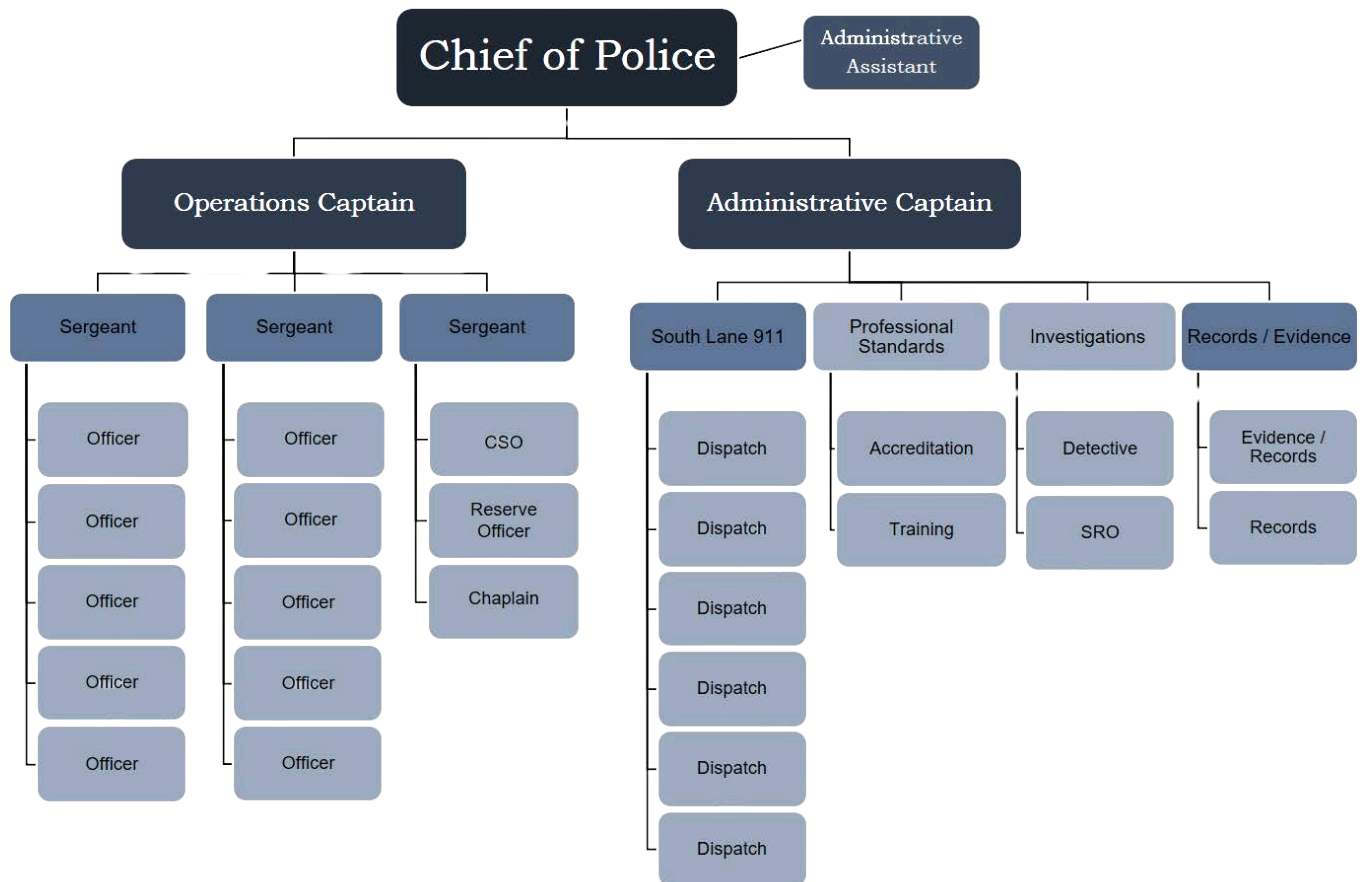 Chief of Police
Administrative
Assistant
Operations Captain
Administrative Captain
Sergeant
Sergeant
Sergeant
South Lane 911
Professional
Standards
Investigations
Records / Evidence
Officer
Officer
Officer
Officer
Officer
Officer
Officer
Officer
Officer
Officer
CSO
Reserve
Officer
Chaplain
Dispatch
Dispatch
Dispatch
Dispatch
Dispatch
Dispatch
Accreditation
Training
Detective
SRO
Evidence /
Records
Records